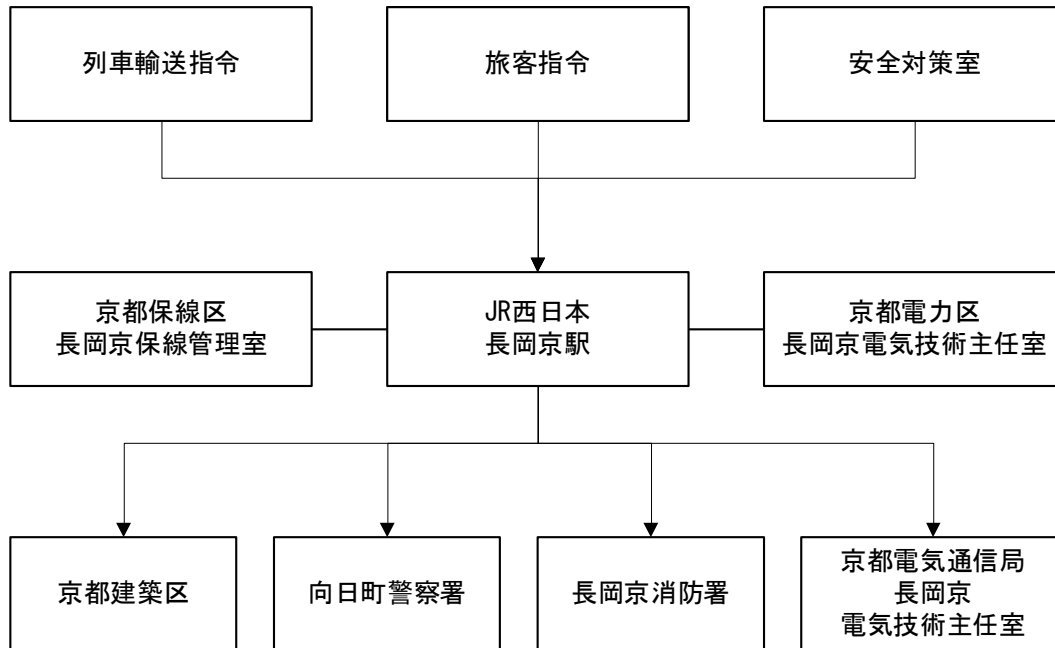 列車輸送指令
旅客指令
安全対策室
京都保線区
長岡京保線管理室
JR西日本
長岡京駅
京都電力区
長岡京電気技術主任室
京都建築区
向日町警察署
長岡京消防署
京都電気通信局
長岡京
電気技術主任室